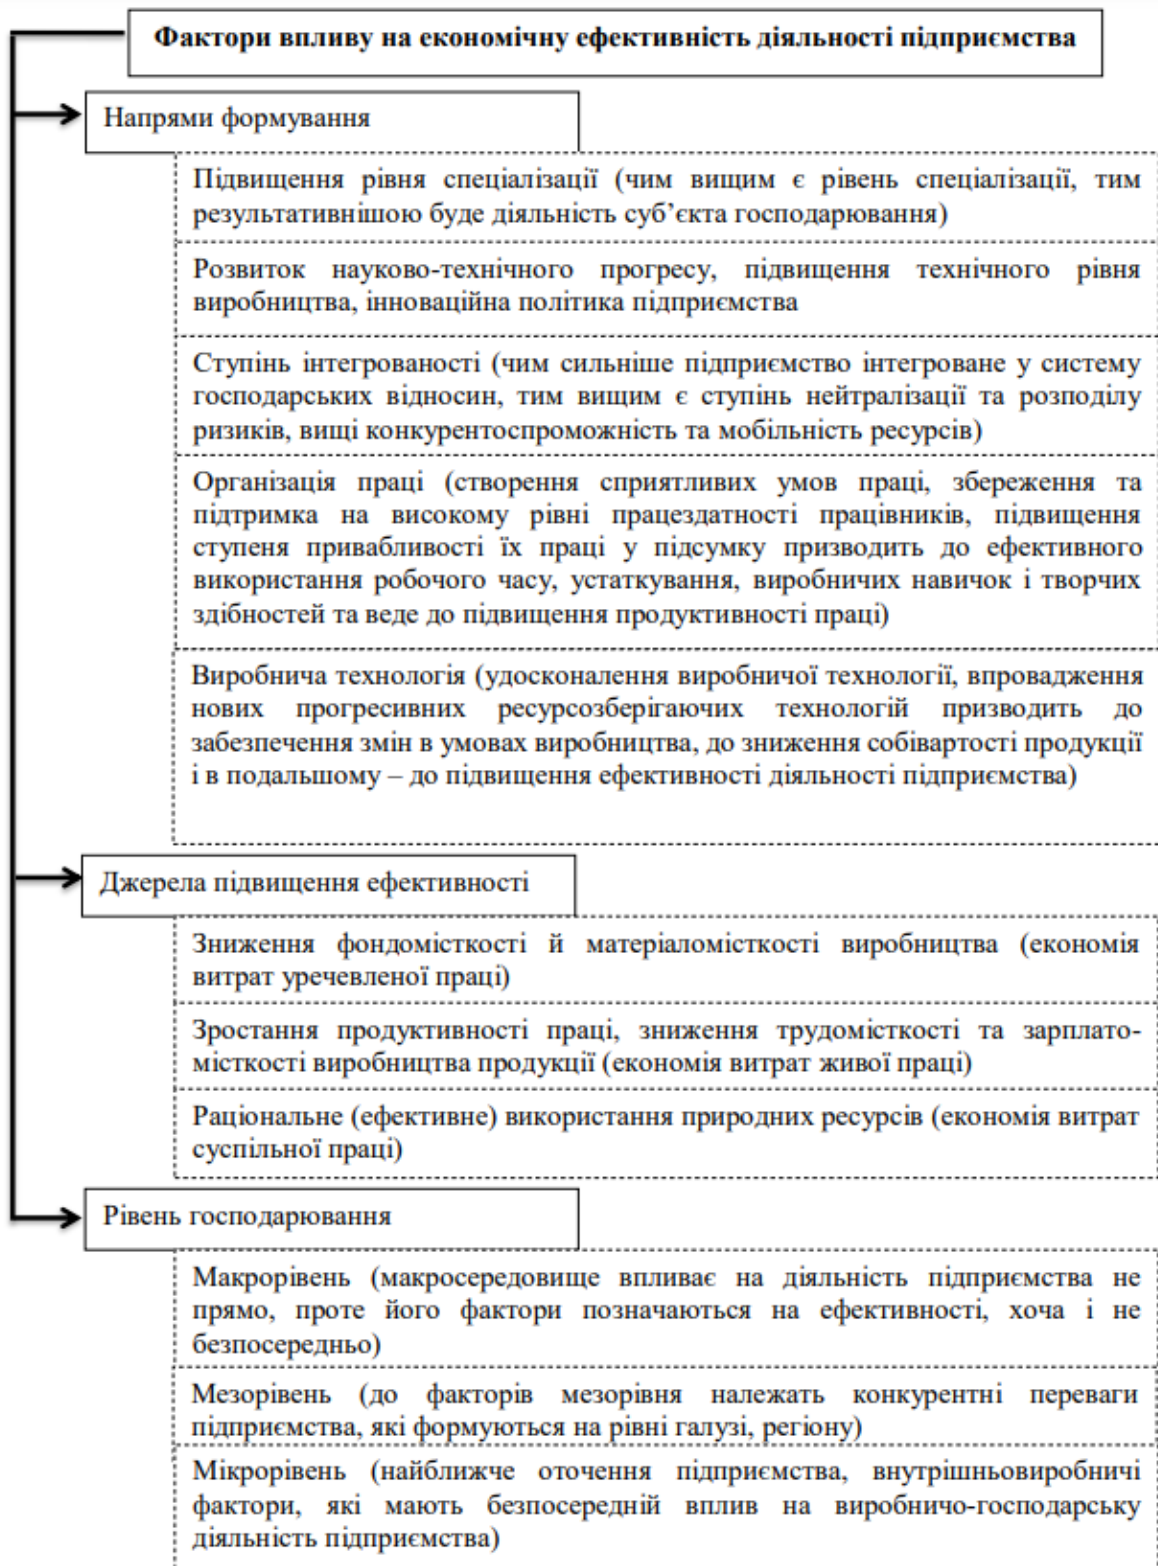 Фактори впливу на економічну ефективність діяльності підприємства
Напрями формування
Підвищення рівня спеціалізації (чим вищим є рівень спеціалізації, тим
результативнішою буде діяльність суб’єкта господарювання)
Розвиток науково-технічного прогресу, підвищення технічного рівня
виробництва, інноваційна політика підприємства
Ступінь інтегрованості (чим сильніше підприємство інтегроване у систему
господарських відносин, тим вищим є ступінь нейтралізації та розподілу
ризиків, вищі конкурентоспроможність та мобільність ресурсів)
Організація праці (створення сприятливих умов праці, збереження та
підтримка на високому рівні працездатності працівників, підвищення
ступеня привабливості їх праці у підсумку призводить до ефективного
використання робочого часу, устаткування, виробничих навичок і творчих
здібностей та веде до підвищення продуктивності праці)
Виробнича технологія (удосконалення виробничої технології, впровадження
нових прогресивних ресурсозберігаючих технологій призводить до
забезпечення змін в умовах виробництва, до зниження собівартості продукції
і в подальшому – до підвищення ефективності діяльності підприємства)
Джерела підвищення ефективності
Зниження фондомісткості й матеріаломісткості виробництва (економія
витрат уречевленої праці)
Зростання продуктивності праці, зниження трудомісткості та зарплато-
місткості виробництва продукції (економія витрат живої праці)
Раціональне (ефективне) використання природних ресурсів (економія витрат
суспільної праці)
Рівень господарювання
Макрорівень (макросередовище впливає на діяльність підприємства не
прямо, проте його фактори позначаються на ефективності, хоча і не
безпосередньо)
Мезорівень (до факторів мезорівня належать конкурентні переваги
підприємства, які формуються на рівні галузі, регіону)
Мікрорівень (найближче оточення підприємства, внутрішньовиробничі
фактори, які мають безпосередній вплив на виробничо-господарську
діяльність підприємства)